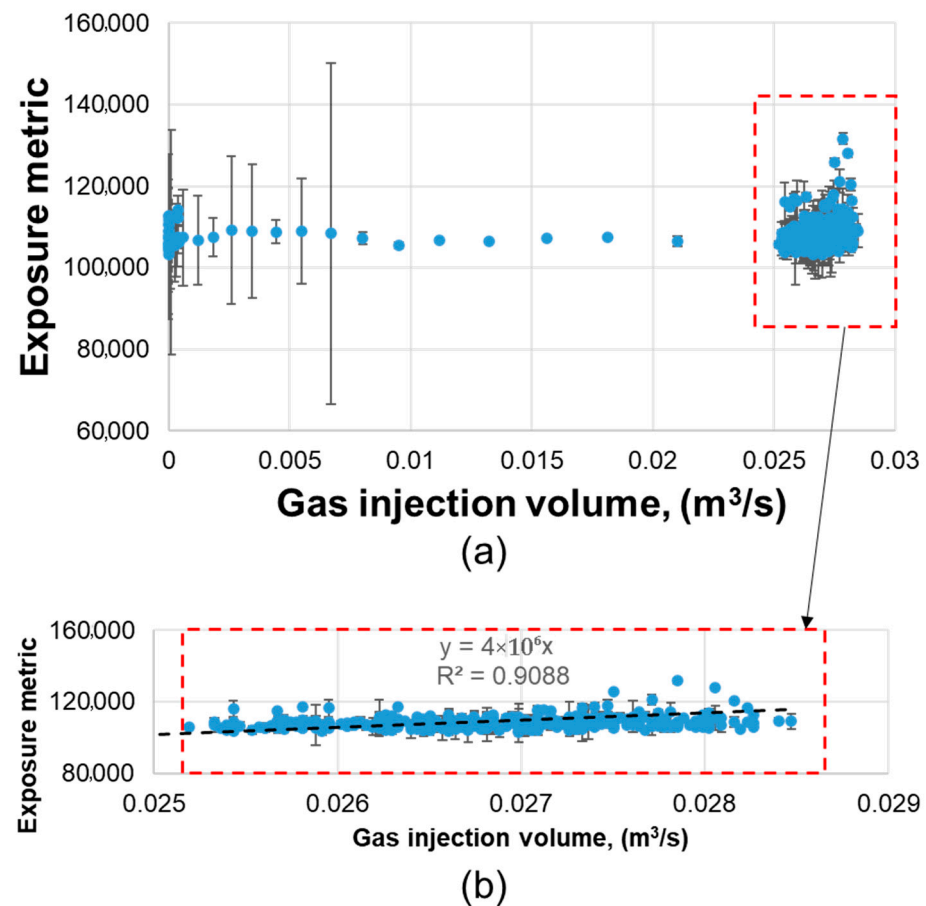 160,000
140,000
120,000
100,000
80,000
60,000
Exposure metric
0 0.005 0.01 0.015 0.02 0.025 0.03
Gas injection volume, (m³/s)
(a)
160,000
120,000
80,000
Exposure metric
y = 4×10⁶x
R² = 0.9088
0.025 0.026 0.027 0.028 0.029
Gas injection volume, (m³/s)
(b)